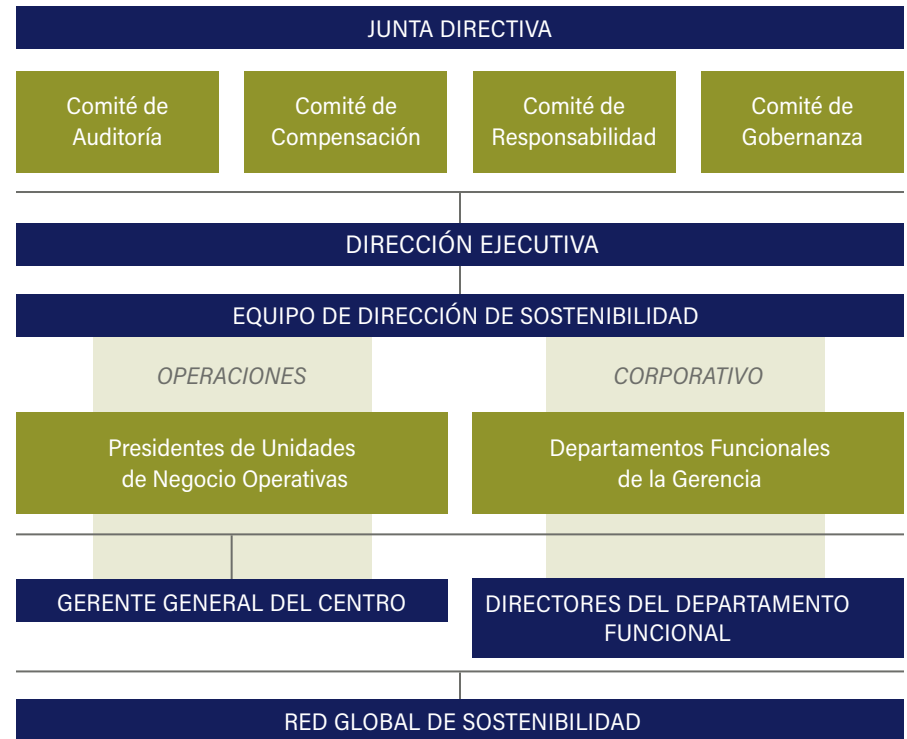 JUNTA DIRECTIVA
Comité de
Auditoría
Comité de
Compensación
Comité de
Responsabilidad
Comité de
Gobernanza
DIRECCIÓN EJECUTIVA
EQUIPO DE DIRECCIÓN DE SOSTENIBILIDAD
OPERACIONES
CORPORATIVO
Presidentes de Unidades
de Negocio Operativas
Departamentos Funcionales
de la Gerencia
GERENTE GENERAL DEL CENTRO
DIRECTORES DEL DEPARTAMENTO
FUNCIONAL
RED GLOBAL DE SOSTENIBILIDAD